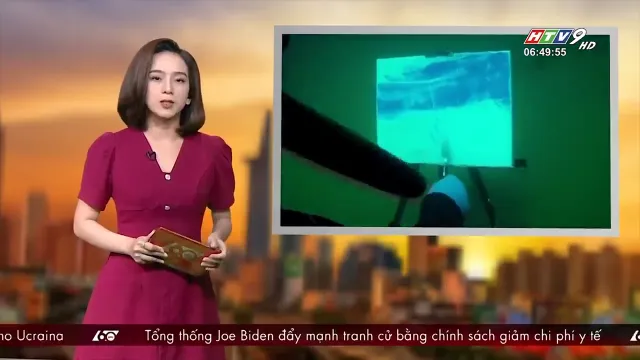 HTV9 HD
06:49:55
no Ucraina 60 Tổng thống Joe Biden đẩy mạnh tranh cử bằng chính sách giảm chi phí y tế